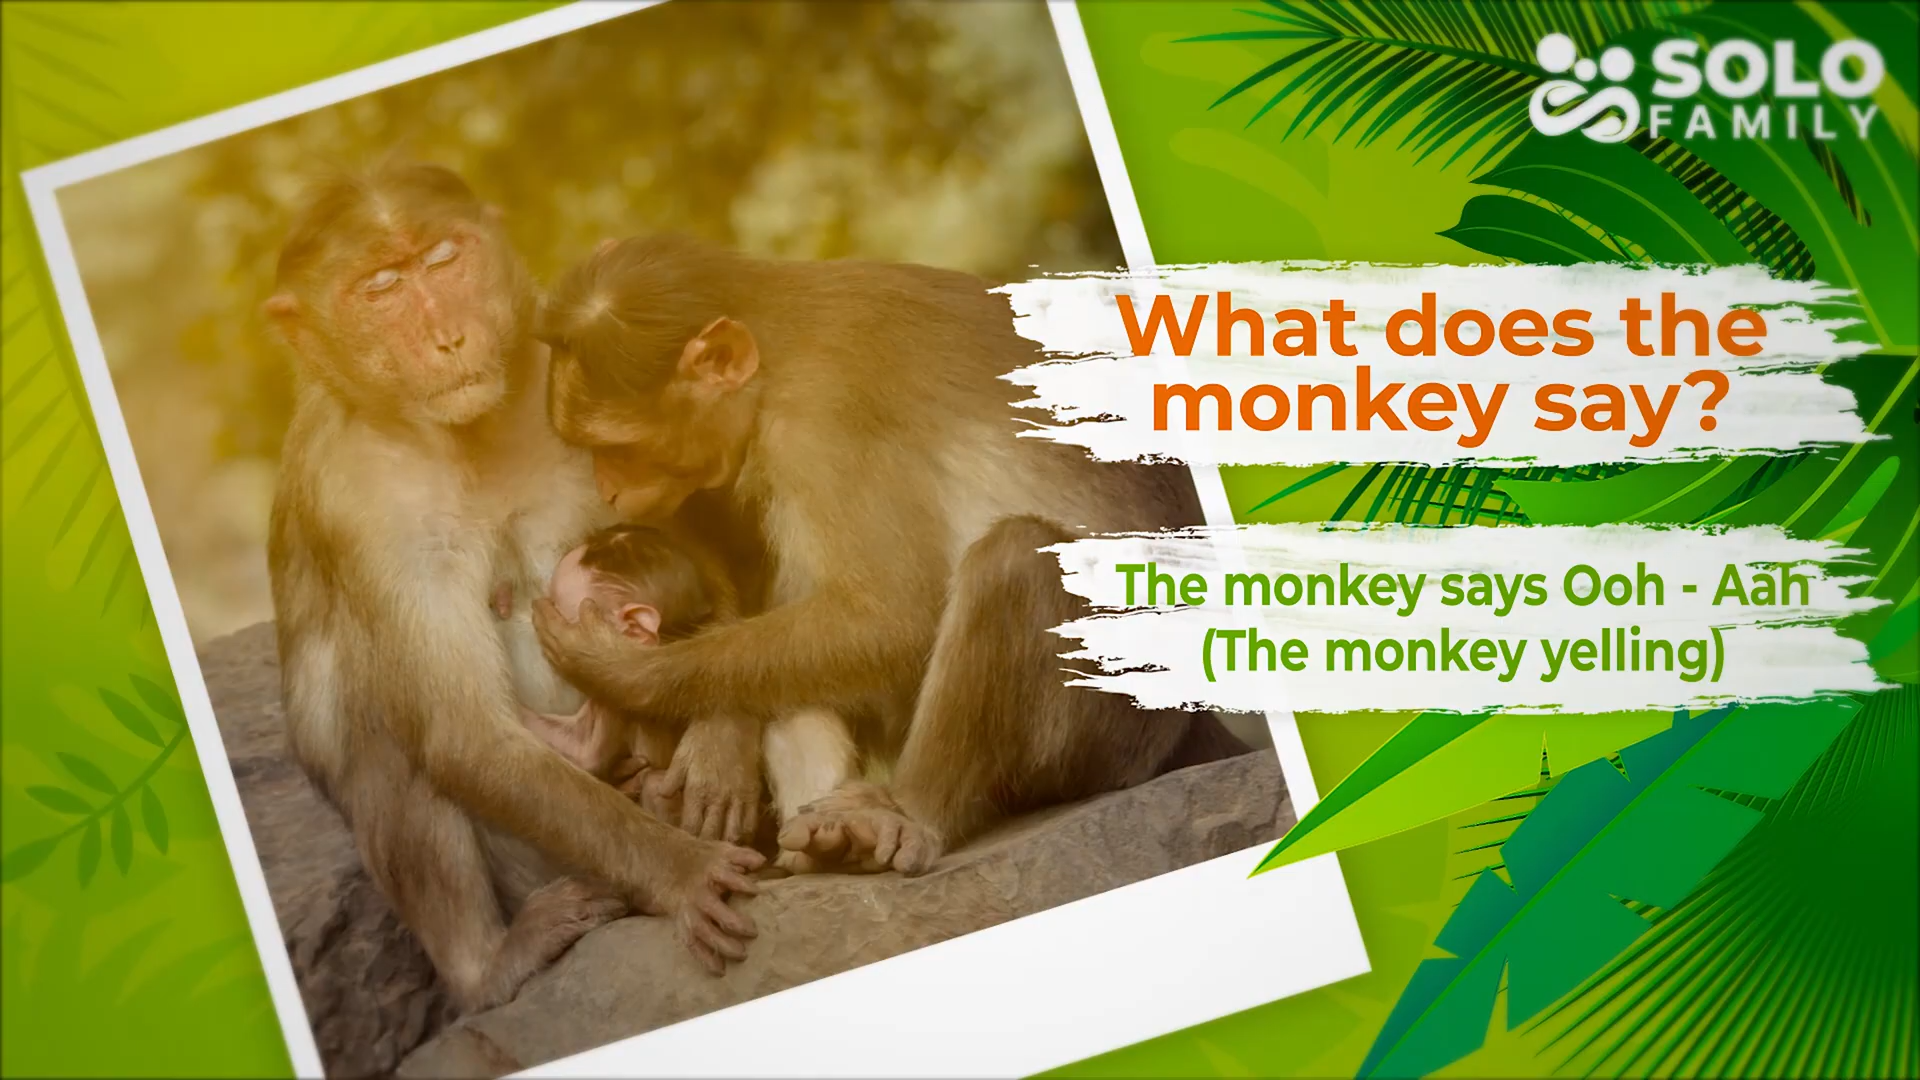 SOLO
FAMILY
What does the
monkey say?
The monkey says Ooh - Aah
(The monkey yelling)